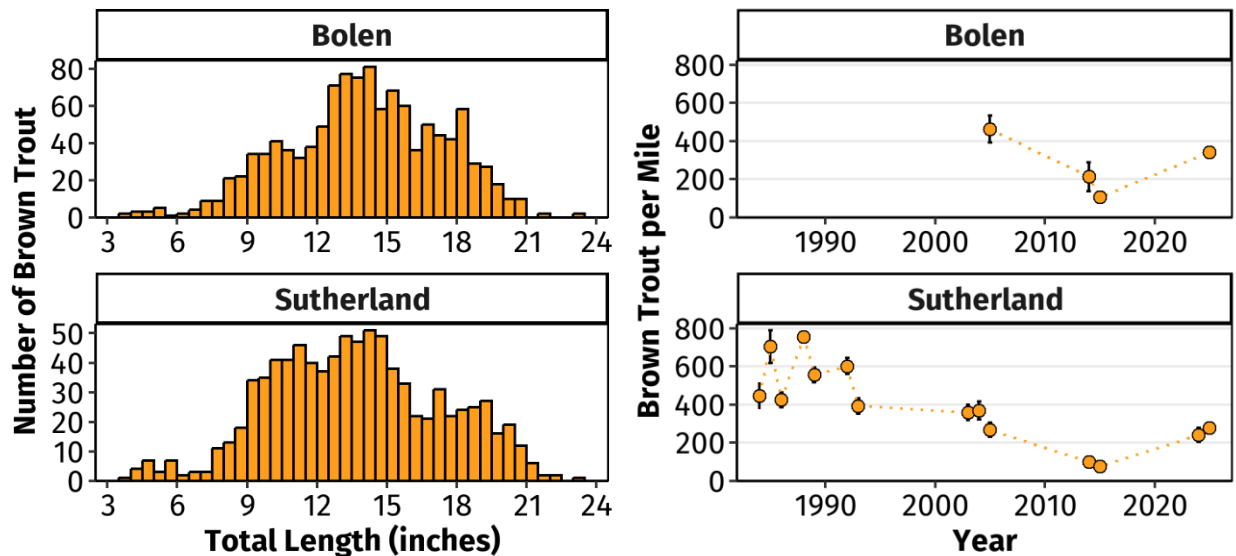 Bolen
Number of Brown Trout
80
60
40
20
0
3 6 9 12 15 18 21 24
Sutherland
50
40
30
20
10
0
3 6 9 12 15 18 21 24
Total Length (inches)
Bolen
Brown Trout per Mile
800
600
400
200
0
1990 2000 2010 2020
Sutherland
800
600
400
200
0
1990 2000 2010 2020
Year